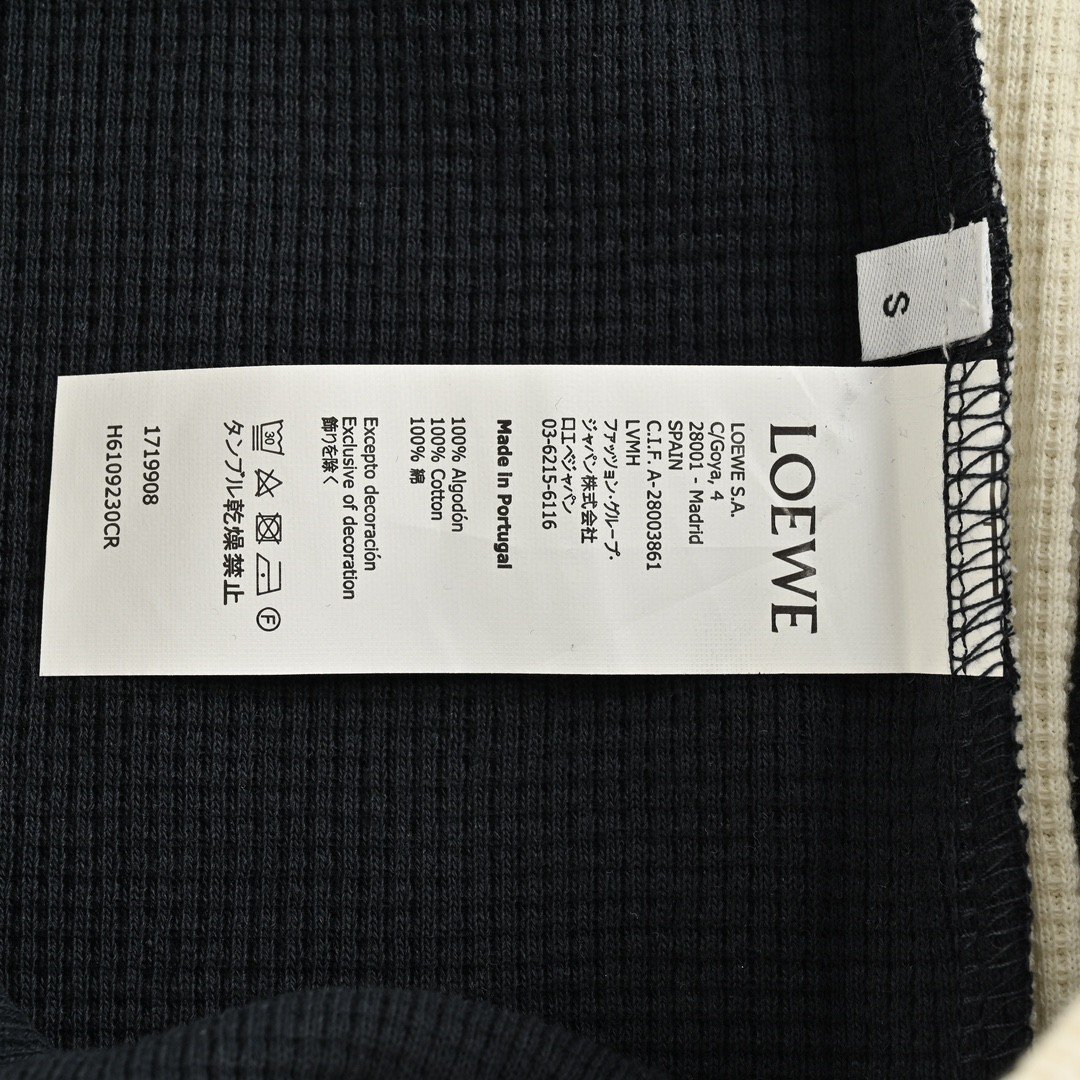 S
LOEWE
LOEWE S.A.
C/Goya, 4
28001 - Madrid
SPAIN
C.I.F. A-28003861
LVMH
ファッション・グループ・
ジャパン株式会社
ロエベジャパン
03-6215-6116
Made In Portugal
100% Algodón
100% Cotton
100% 綿
Excepto decoración
Exclusive of decoration
飾りを除く
30 F
タンブル乾燥禁止
1719908
H6109230CR